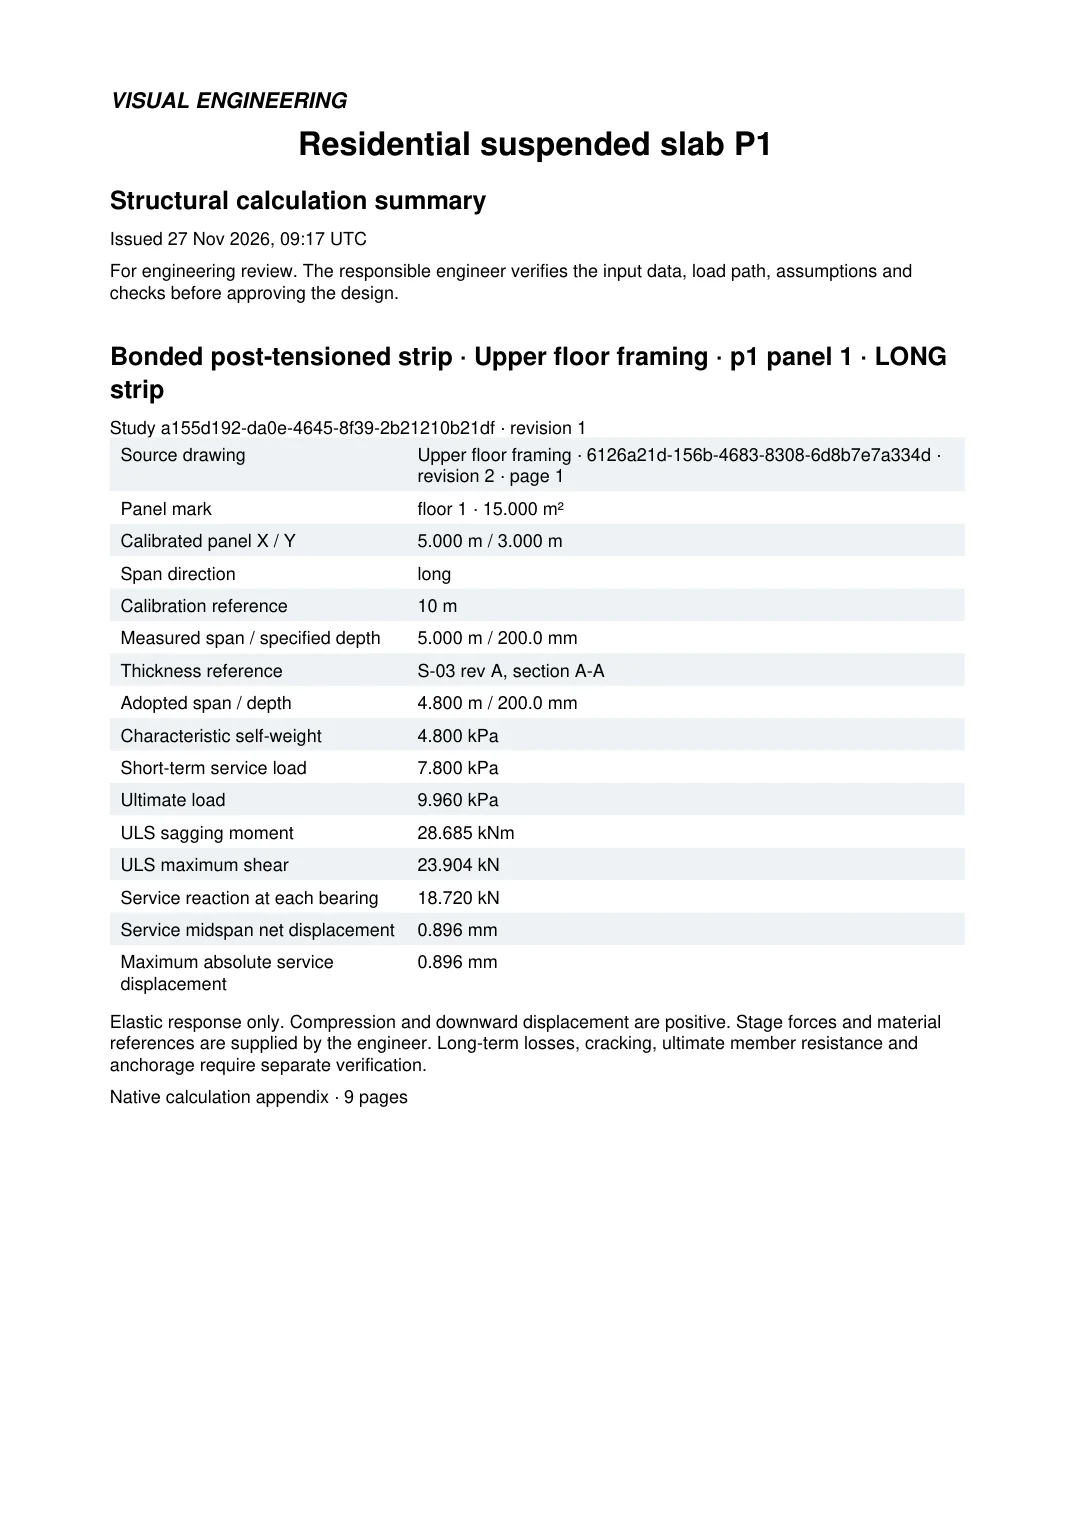 VISUAL ENGINEERING
Residential suspended slab P1
Structural calculation summary
Issued 27 Nov 2026, 09:17 UTC
For engineering review. The responsible engineer verifies the input data, load path, assumptions and
checks before approving the design.
Bonded post-tensioned strip · Upper floor framing · p1 panel 1 · LONG
strip
Study a155d192-da0e-4645-8f39-2b21210b21df · revision 1
Source drawing Upper floor framing · 6126a21d-156b-4683-8308-6d8b7e7a334d ·
revision 2 · page 1
Panel mark floor 1 · 15.000 m²
Calibrated panel X / Y 5.000 m / 3.000 m
Span direction long
Calibration reference 10 m
Measured span / specified depth 5.000 m / 200.0 mm
Thickness reference S-03 rev A, section A-A
Adopted span / depth 4.800 m / 200.0 mm
Characteristic self-weight 4.800 kPa
Short-term service load 7.800 kPa
Ultimate load 9.960 kPa
ULS sagging moment 28.685 kNm
ULS maximum shear 23.904 kN
Service reaction at each bearing 18.720 kN
Service midspan net displacement 0.896 mm
Maximum absolute service 0.896 mm
displacement
Elastic response only. Compression and downward displacement are positive. Stage forces and material
references are supplied by the engineer. Long-term losses, cracking, ultimate member resistance and
anchorage require separate verification.
Native calculation appendix · 9 pages